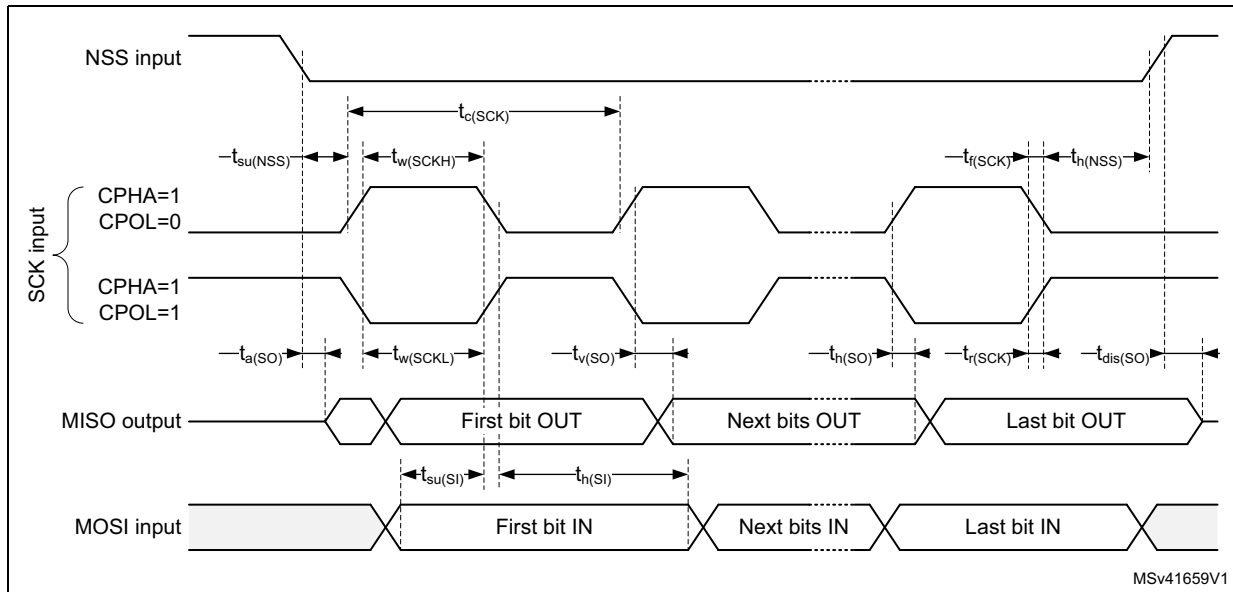 NSS input
tc(SCK)
tsu(NSS)
tw(SCKH)
tf(SCK)
th(NSS)
SCK input
CPHA=1
CPOL=0
CPHA=1
CPOL=1
ta(SO)
tw(SCKL)
tv(SO)
th(SO)
tr(SCK)
tdis(SO)
MISO output
First bit OUT
Next bits OUT
Last bit OUT
tsu(SI)
th(SI)
MOSI input
First bit IN
Next bits IN
Last bit IN
MSv41659V1